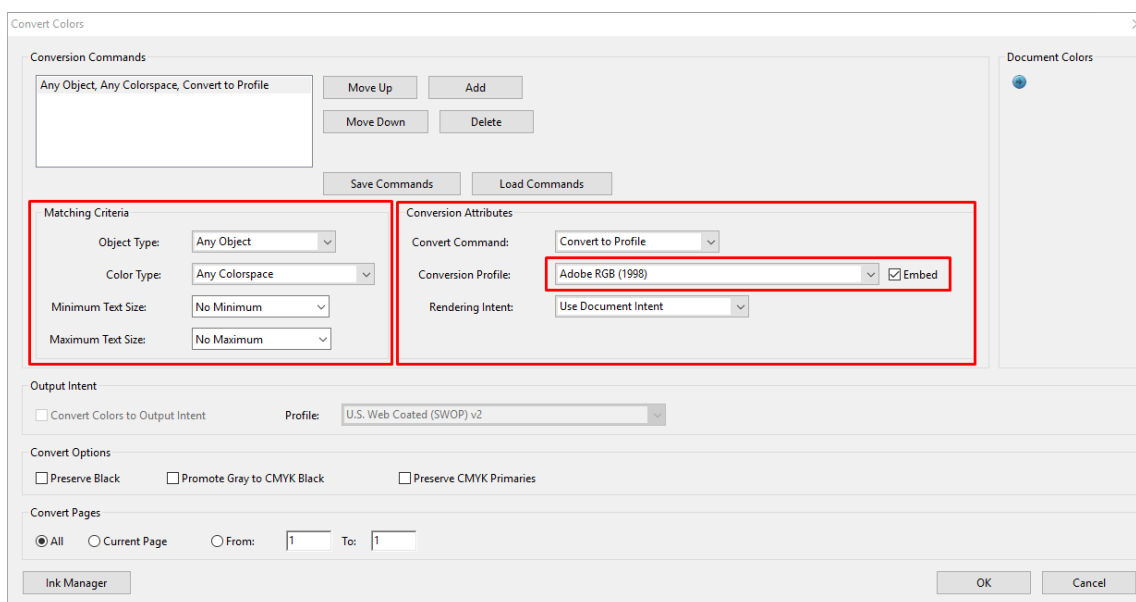 Convert Colors
Conversion Commands
Document Colors
Any Object, Any Colorspace, Convert to Profile
Move Up
Add
Move Down
Delete
Save Commands
Load Commands
Matching Criteria
Object Type:
Any Object
Color Type:
Any Colorspace
Minimum Text Size:
No Minimum
Maximum Text Size:
No Maximum
Conversion Attributes
Convert Command:
Convert to Profile
Conversion Profile:
Adobe RGB (1998)
Embed
Rendering Intent:
Use Document Intent
Output Intent
Convert Colors to Output Intent
Profile:
U.S. Web Coated (SWOP) v2
Convert Options
Preserve Black
Promote Gray to CMYK Black
Preserve CMYK Primaries
Convert Pages
All
Current Page
From:
1
To:
1
Ink Manager
OK
Cancel